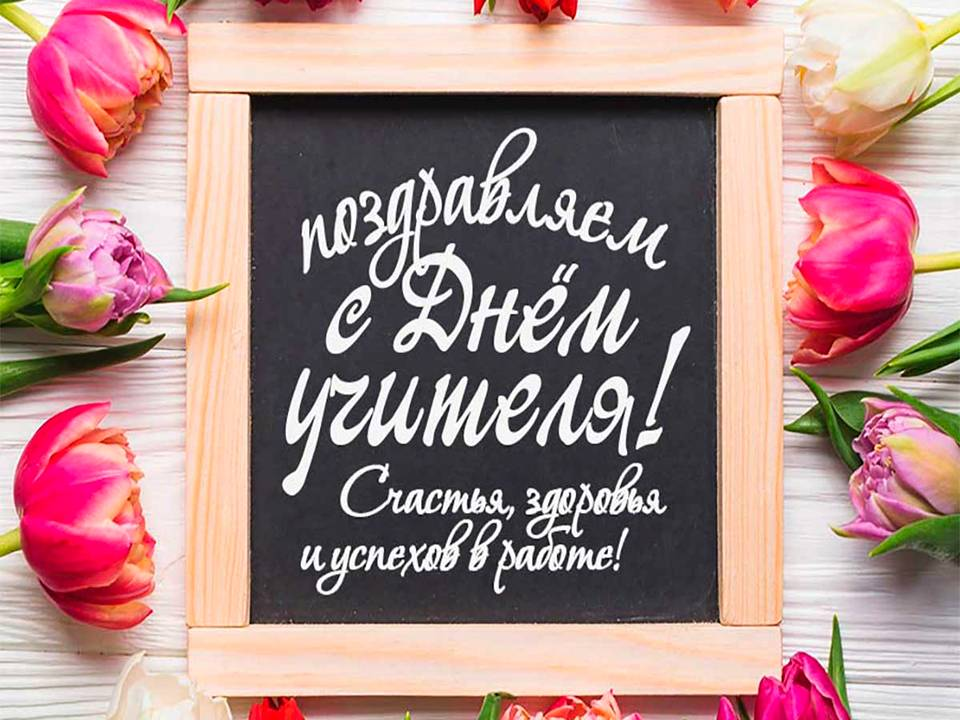 поздравляем
с Днём
учителя!
Счастья, здоровья
и успехов в работе!